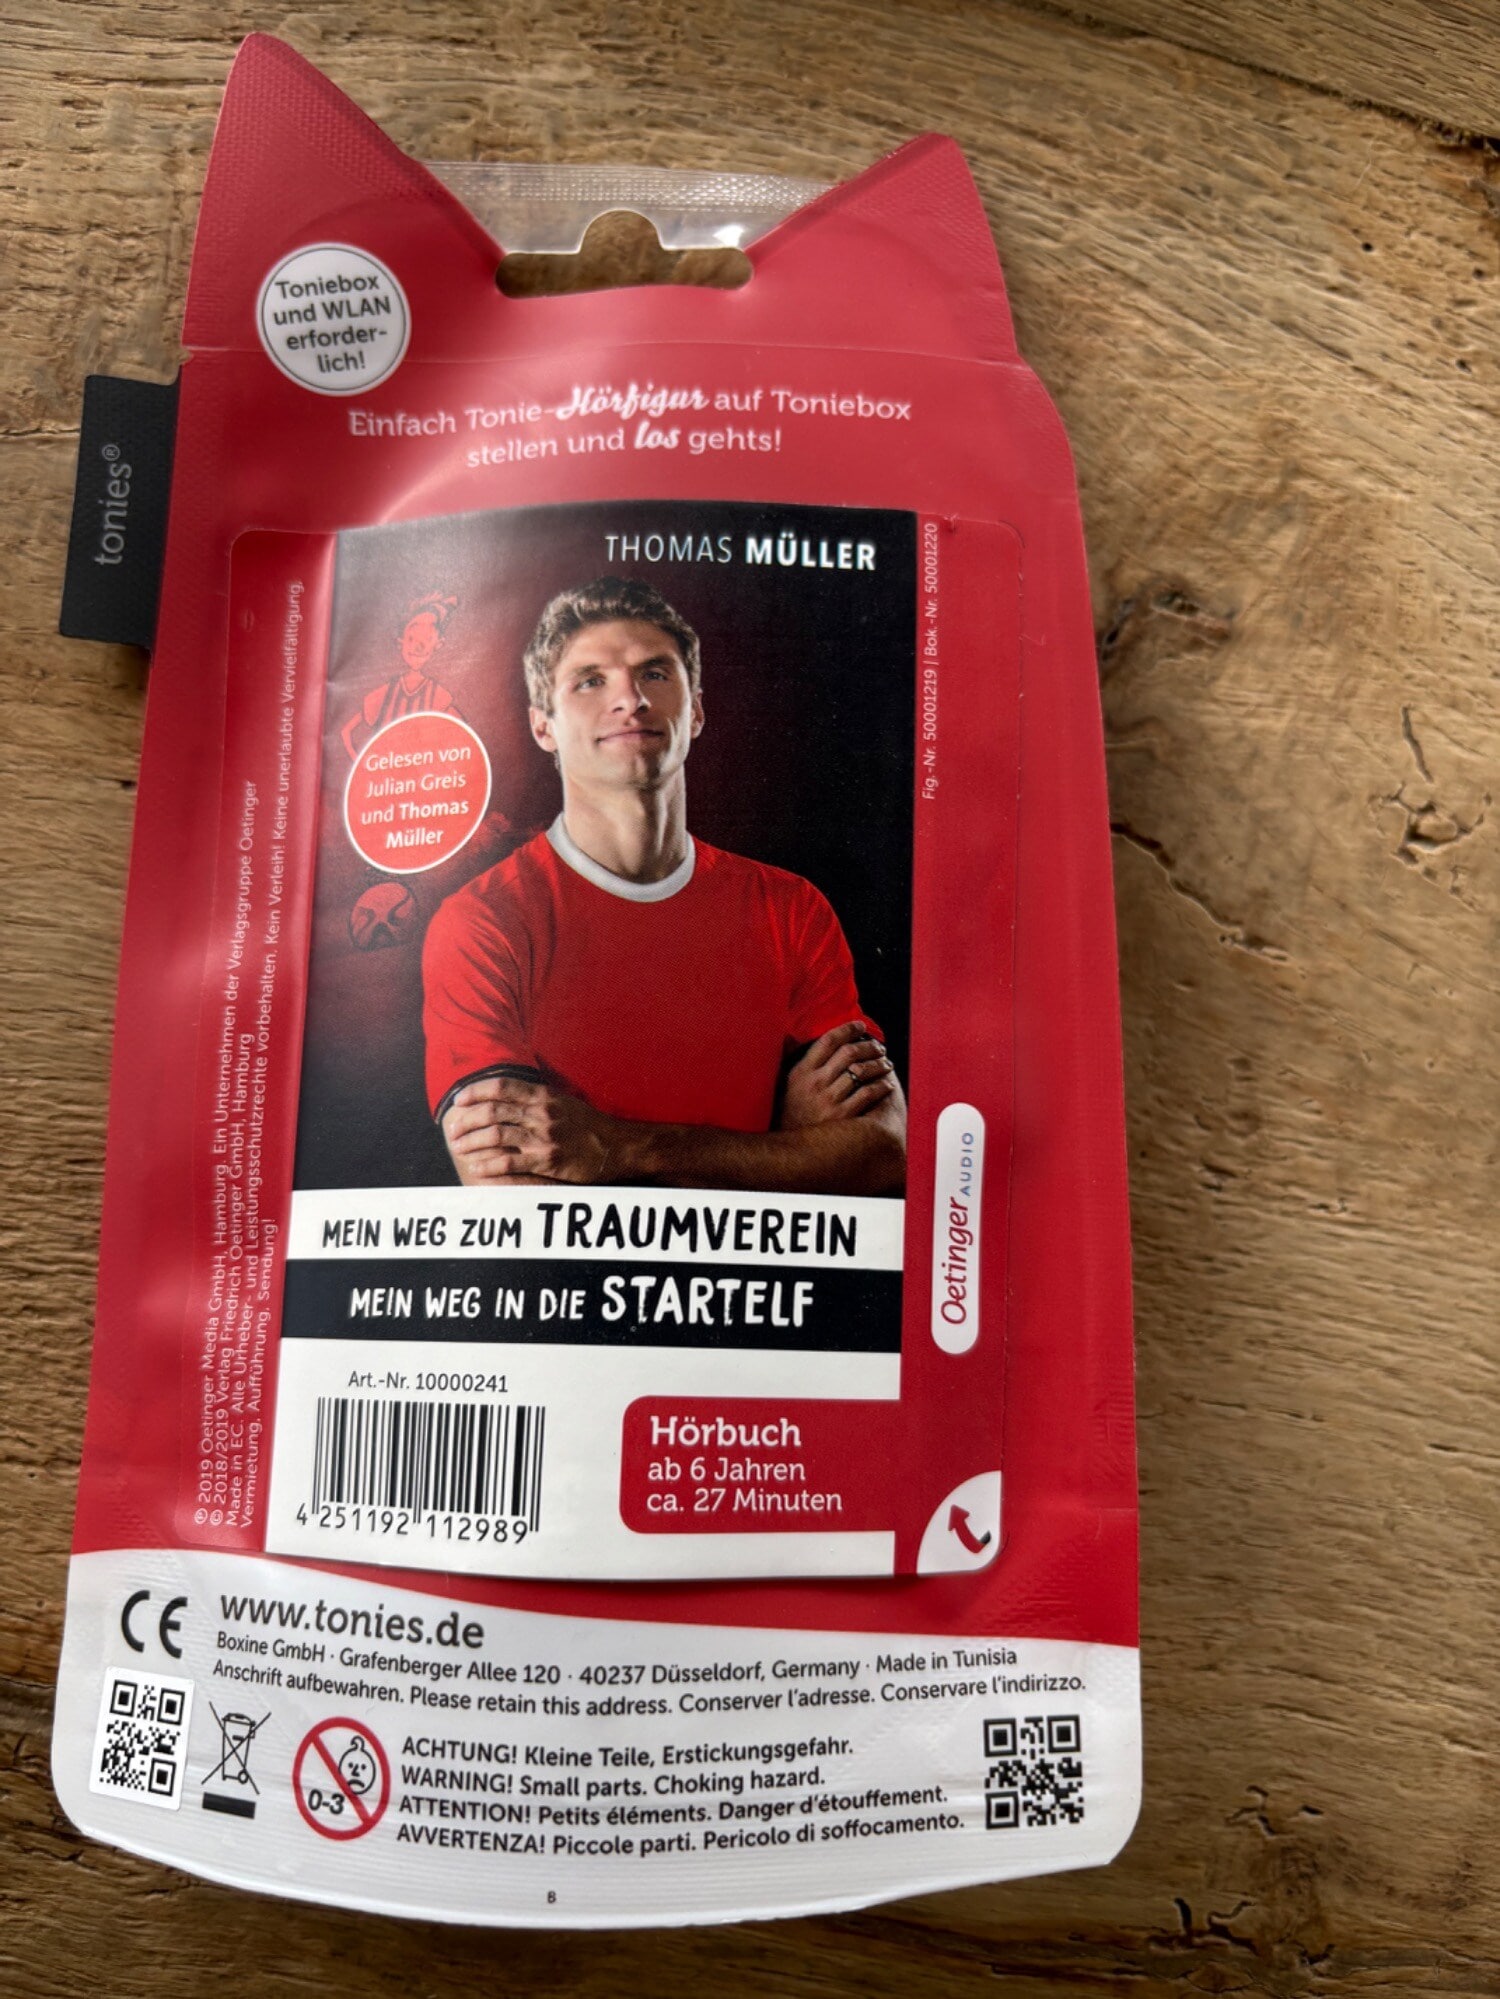 Toniebox
und WLAN
erforder-
lich!
Einfach Tonie-Hörfigur auf Toniebox
stellen und los gehts!
tonies®
THOMAS MÜLLER
Gelesen von
Julian Greis
und Thomas
Müller
Fig.-Nr. 50001219 | Bok.-Nr. 50001220
℗ 2019 Oetinger Media GmbH, Hamburg. Ein Unternehmen der Verlagsgruppe Oetinger
© 2018/2019 Verlag Friedrich Oetinger GmbH, Hamburg
Made in EC. Alle Urheber- und Leistungsschutzrechte vorbehalten. Kein Verleih! Keine unerlaubte Vervielfältigung,
Vermietung, Aufführung, Sendung!
Oetinger AUDIO
MEIN WEG ZUM TRAUMVEREIN
MEIN WEG IN DIE STARTELF
Art.-Nr. 10000241
4 251192 112989
Hörbuch
ab 6 Jahren
ca. 27 Minuten
CE
www.tonies.de
Boxine GmbH · Grafenberger Allee 120 · 40237 Düsseldorf, Germany · Made in Tunisia
Anschrift aufbewahren. Please retain this address. Conserver l'adresse. Conservare l'indirizzo.
0-3
ACHTUNG! Kleine Teile, Erstickungsgefahr.
WARNING! Small parts. Choking hazard.
ATTENTION! Petits éléments. Danger d'étouffement.
AVVERTENZA! Piccole parti. Pericolo di soffocamento.
B